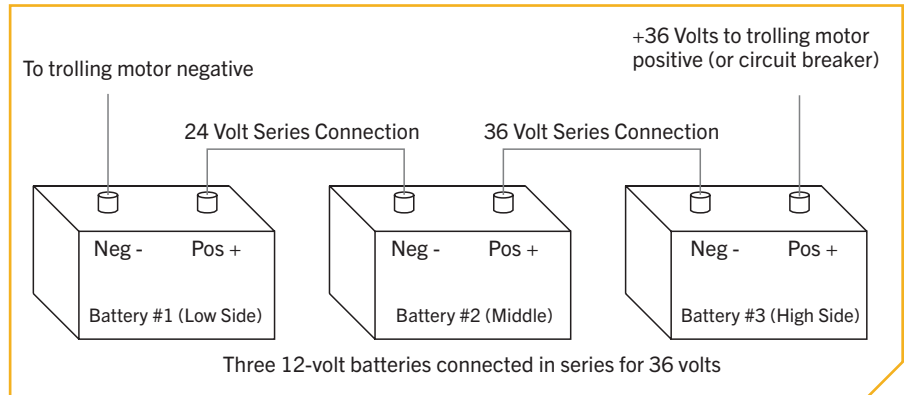 To trolling motor negative
+36 Volts to trolling motor
positive (or circuit breaker)
24 Volt Series Connection
36 Volt Series Connection
Neg -
Pos +
Neg -
Pos +
Neg -
Pos +
Battery #1 (Low Side)
Battery #2 (Middle)
Battery #3 (High Side)
Three 12-volt batteries connected in series for 36 volts